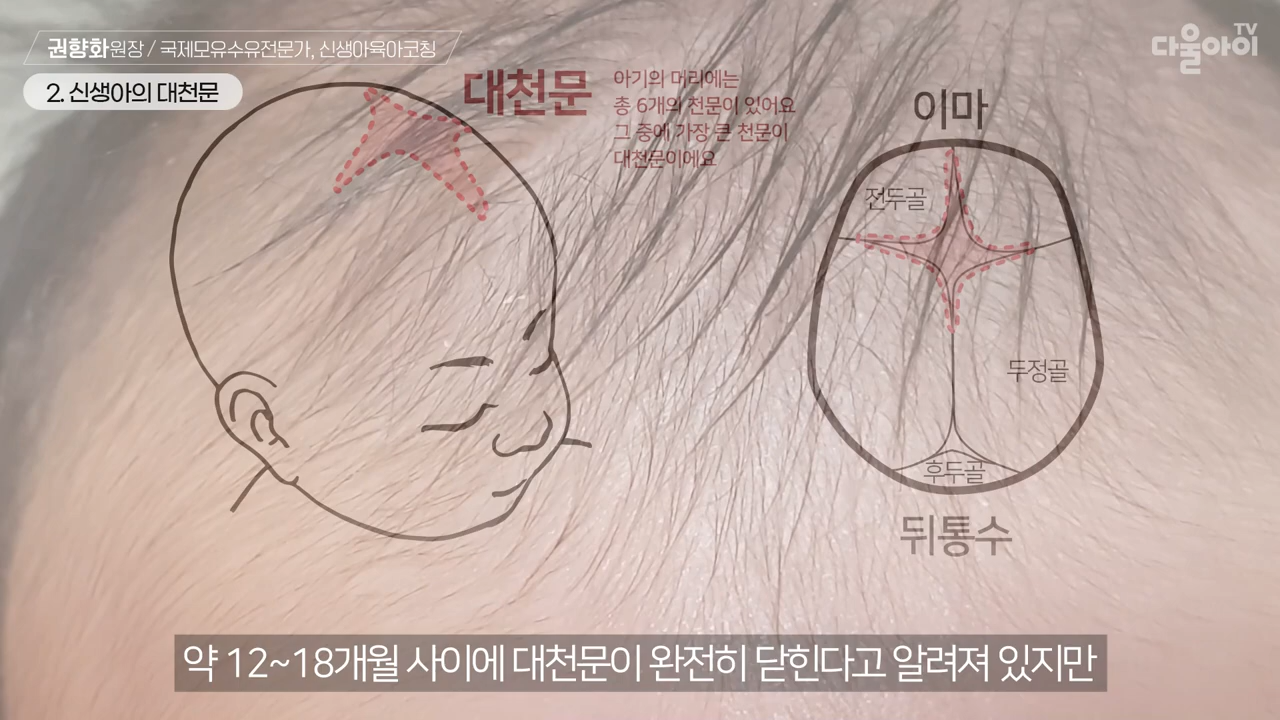 권향화원장 / 국제모유수유전문가, 신생아육아코칭
다울아이TV
2. 신생아의 대천문
대천문
아기의 머리에는
총 6개의 천문이 있어요
그 중에 가장 큰 천문이
대천문이에요
이마
전두골
두정골
후두골
뒤통수
약 12~18개월 사이에 대천문이 완전히 닫힌다고 알려져 있지만